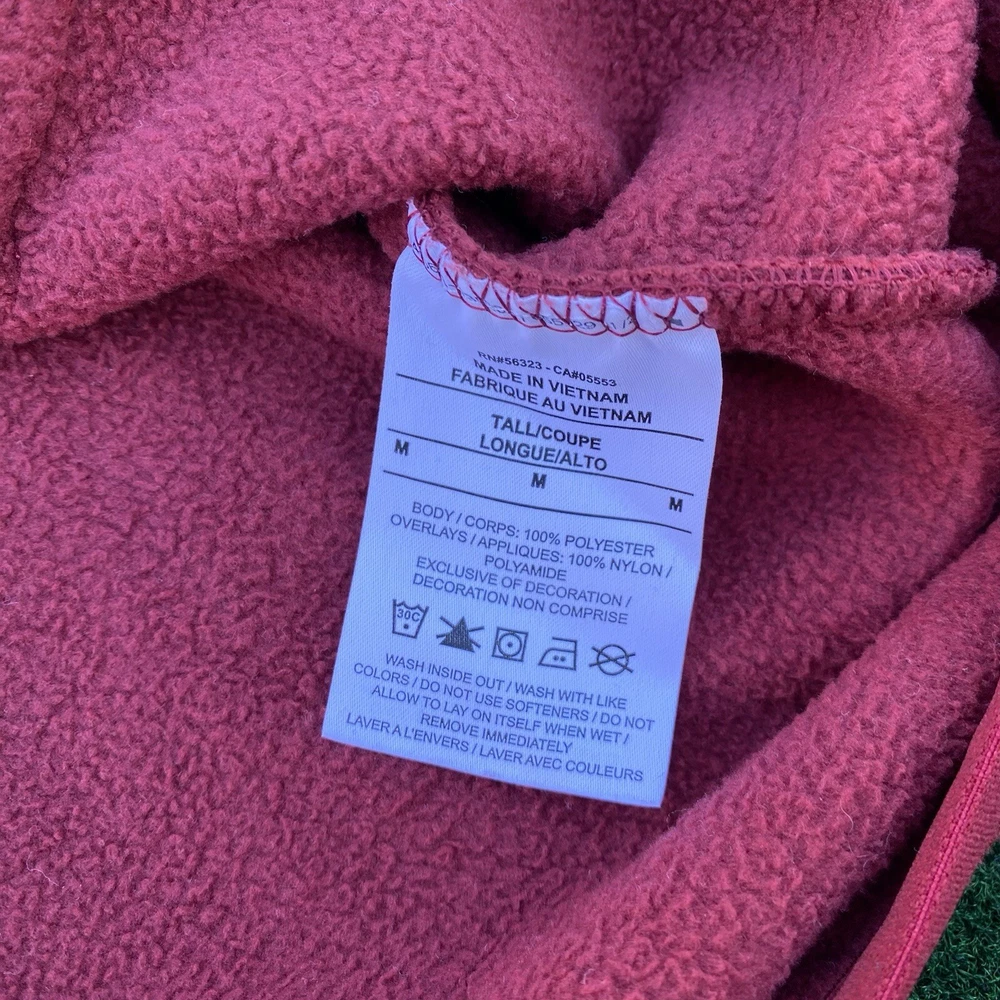 RN#56323 - CA#05553
MADE IN VIETNAM
FABRIQUE AU VIETNAM
TALL/COUPE
LONGUE/ALTO
M M M
BODY / CORPS: 100% POLYESTER
OVERLAYS / APPLIQUES: 100% NYLON /
POLYAMIDE
EXCLUSIVE OF DECORATION /
DECORATION NON COMPRISE
30C
WASH INSIDE OUT / WASH WITH LIKE
COLORS / DO NOT USE SOFTENERS / DO NOT
ALLOW TO LAY ON ITSELF WHEN WET /
REMOVE IMMEDIATELY
LAVER A L'ENVERS / LAVER AVEC COULEURS